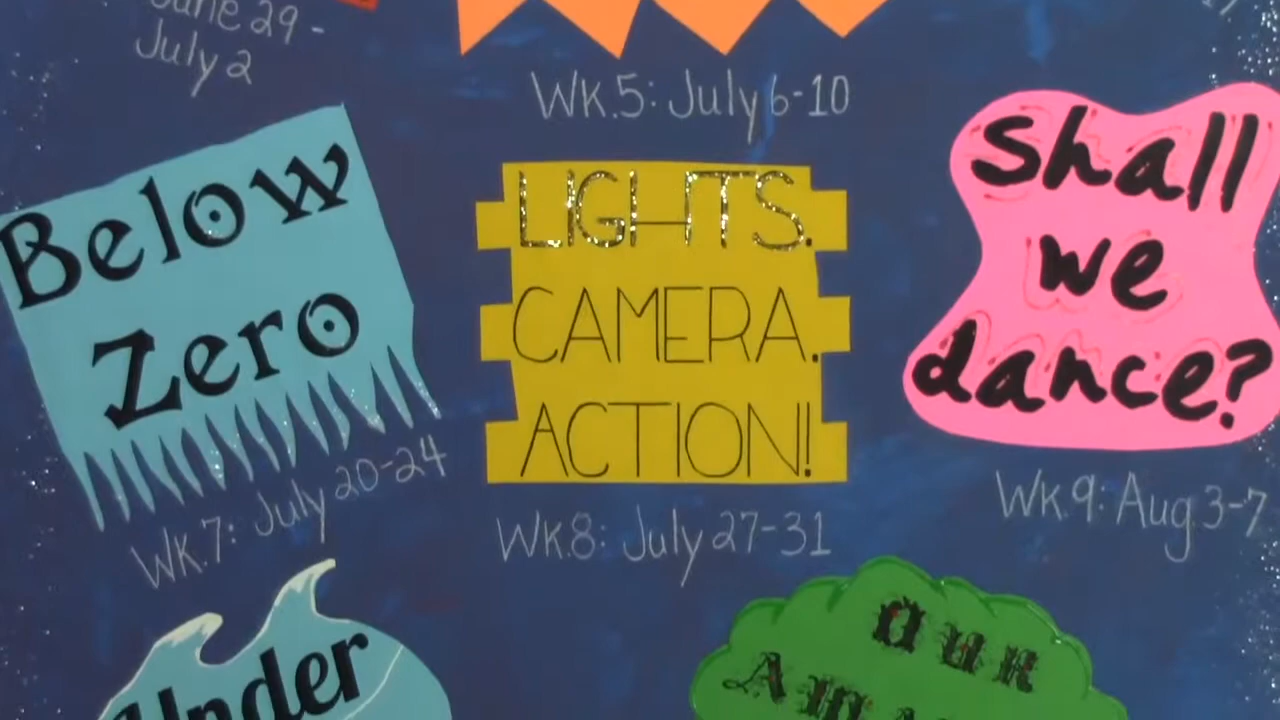 June 29-
July 2
Wk.5: July 6-10
Below
Zero
Wk.7: July 20-24
LIGHTS.
CAMERA.
ACTION!
Wk.8: July 27-31
Shall
we
dance?
Wk.9: Aug.3-7
Under
Our